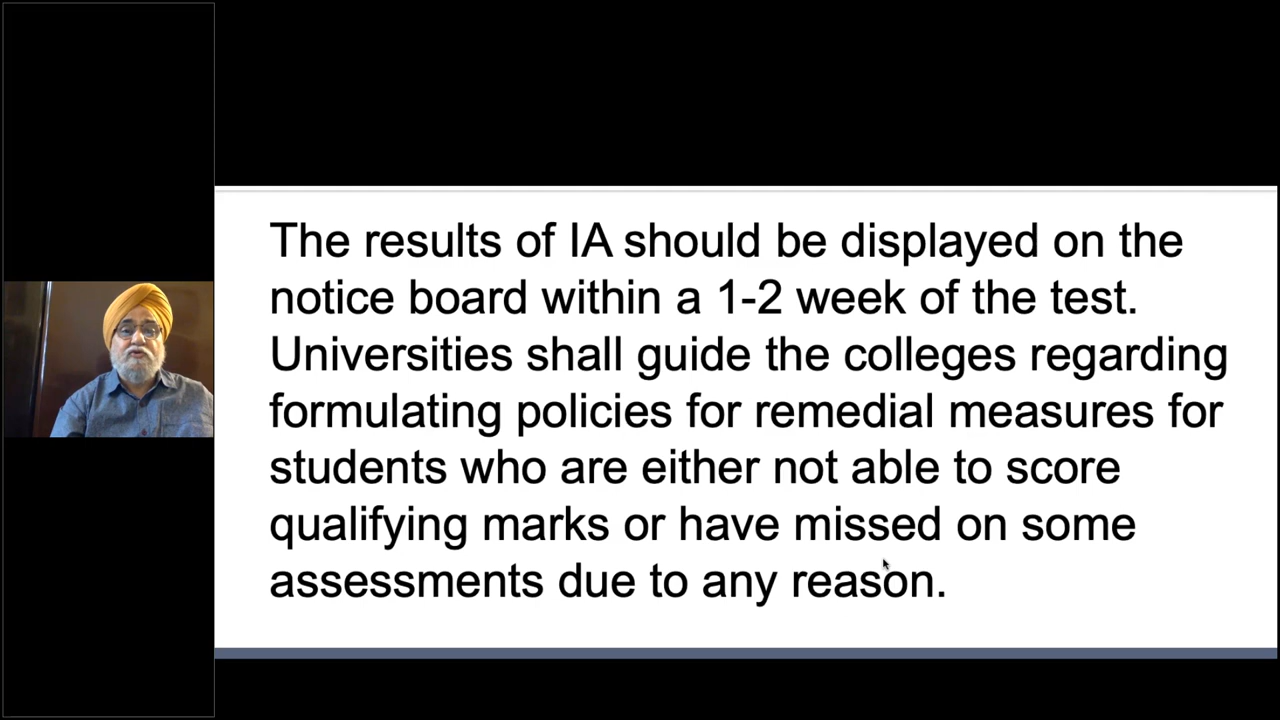 The results of IA should be displayed on the
notice board within a 1-2 week of the test.
Universities shall guide the colleges regarding
formulating policies for remedial measures for
students who are either not able to score
qualifying marks or have missed on some
assessments due to any reason.